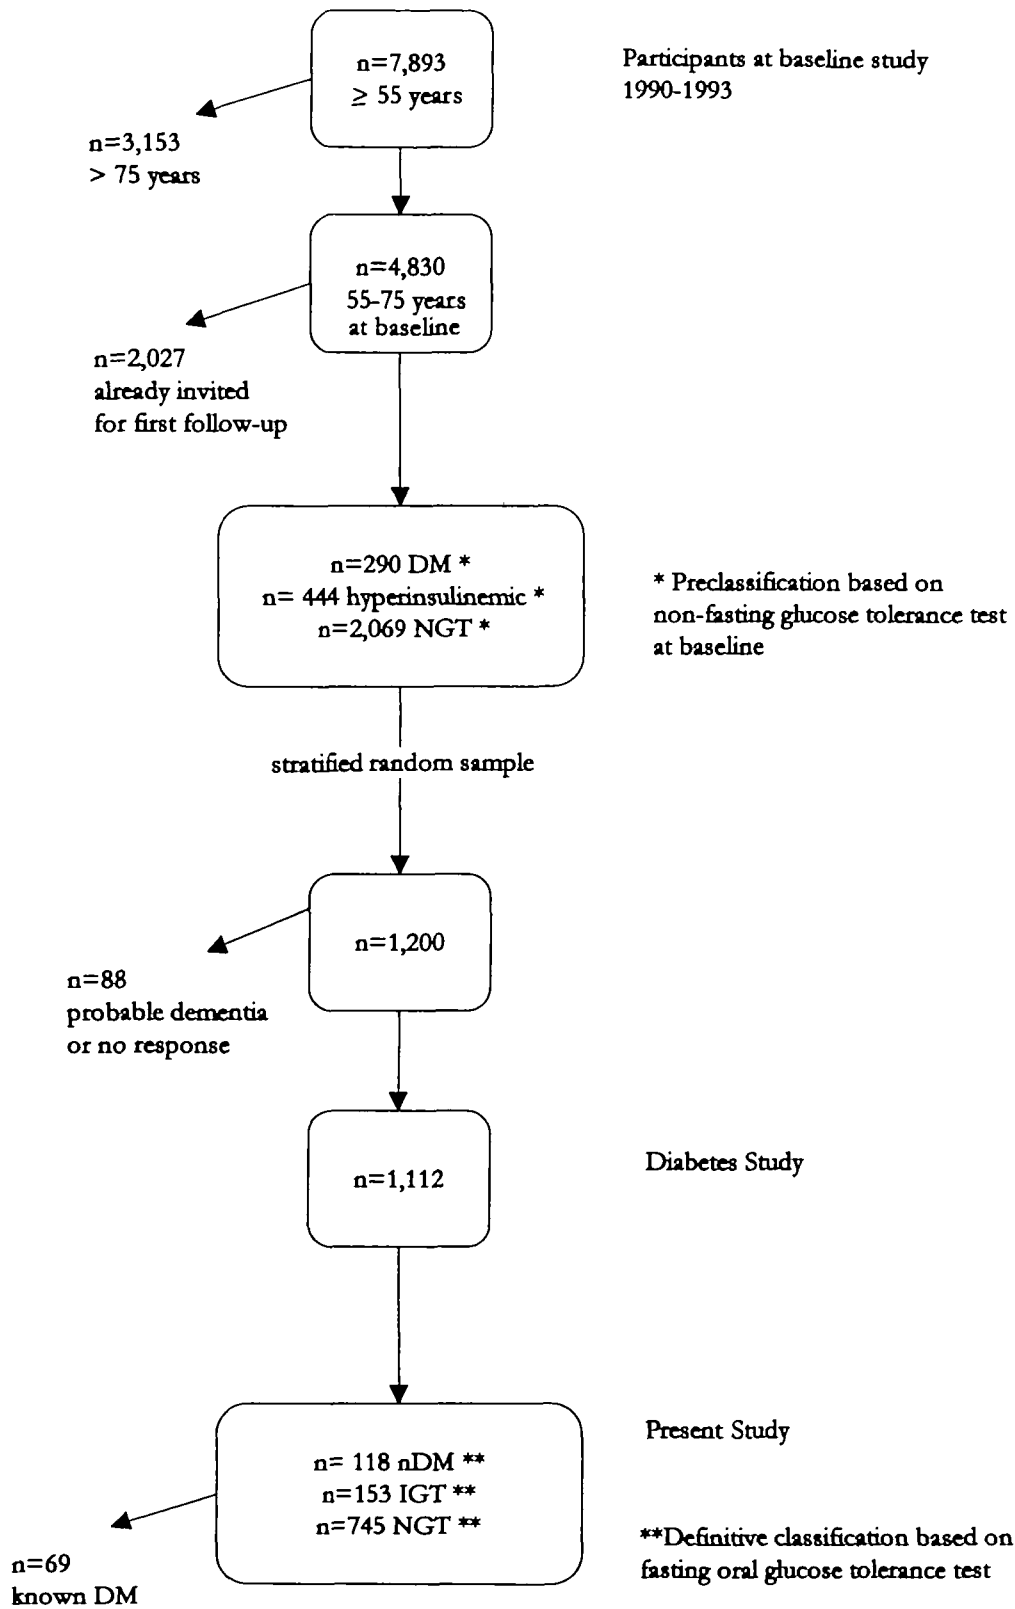 n=7,893
≥ 55 years
Participants at baseline study
1990-1993
n=3,153
> 75 years
n=4,830
55-75 years
at baseline
n=2,027
already invited
for first follow-up
n=290 DM *
n= 444 hyperinsulinemic *
n=2,069 NGT *
* Preclassification based on
non-fasting glucose tolerance test
at baseline
stratified random sample
n=1,200
n=88
probable dementia
or no response
n=1,112
Diabetes Study
Present Study
n= 118 nDM **
n=153 IGT **
n=745 NGT **
**Definitive classification based on
fasting oral glucose tolerance test
n=69
known DM